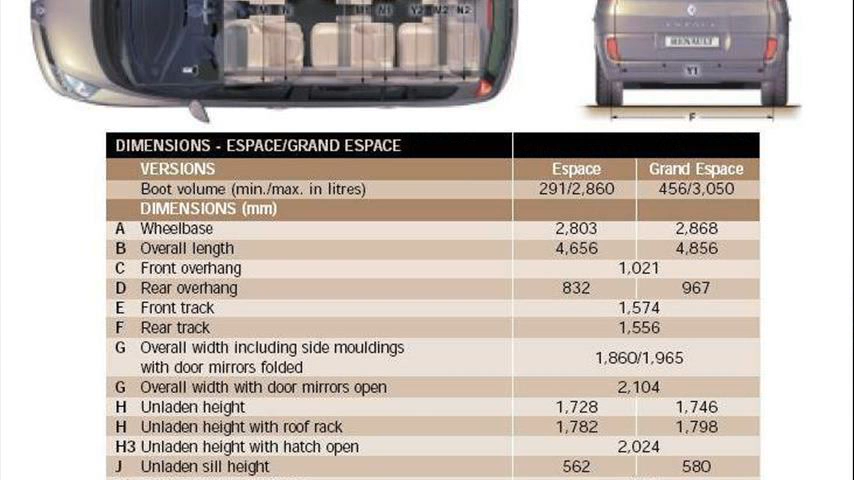 M N M1 N1 Y2 M2 N2
ESPACE
RENAULT
Y1
F
DIMENSIONS - ESPACE/GRAND ESPACE
VERSIONS Espace Grand Espace
Boot volume (min./max. in litres) 291/2,860 456/3,050
DIMENSIONS (mm)
A Wheelbase 2,803 2,868
B Overall length 4,656 4,856
C Front overhang 1,021
D Rear overhang 832 967
E Front track 1,574
F Rear track 1,556
G Overall width including side mouldings
with door mirrors folded 1,860/1,965
G Overall width with door mirrors open 2,104
H Unladen height 1,728 1,746
H Unladen height with roof rack 1,782 1,798
H3 Unladen height with hatch open 2,024
J Unladen sill height 562 580